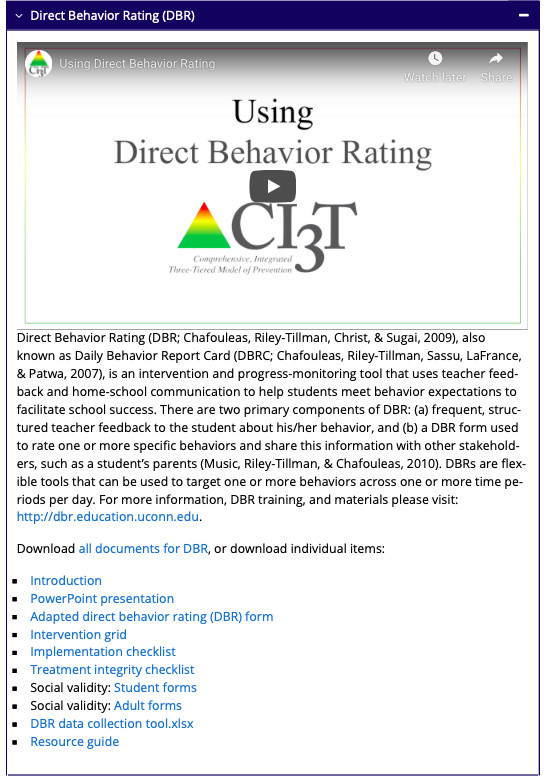 Direct Behavior Rating (DBR)
CI3T
Using Direct Behavior Rating
Watch later
Share
Using
Direct Behavior Rating
CI3T
Comprehensive, Integrated
Three-Tiered Model of Prevention
Direct Behavior Rating (DBR; Chafouleas, Riley-Tillman, Christ, & Sugai, 2009), also
known as Daily Behavior Report Card (DBRC; Chafouleas, Riley-Tillman, Sassu, LaFrance,
& Patwa, 2007), is an intervention and progress-monitoring tool that uses teacher feed-
back and home-school communication to help students meet behavior expectations to
facilitate school success. There are two primary components of DBR: (a) frequent, struc-
tured teacher feedback to the student about his/her behavior, and (b) a DBR form used
to rate one or more specific behaviors and share this information with other stakehold-
ers, such as a student's parents (Music, Riley-Tillman, & Chafouleas, 2010). DBRs are flex-
ible tools that can be used to target one or more behaviors across one or more time pe-
riods per day. For more information, DBR training, and materials please visit:
http://dbr.education.uconn.edu.
Download all documents for DBR, or download individual items:
Introduction
PowerPoint presentation
Adapted direct behavior rating (DBR) form
Intervention grid
Implementation checklist
Treatment integrity checklist
Social validity: Student forms
Social validity: Adult forms
DBR data collection tool.xlsx
Resource guide